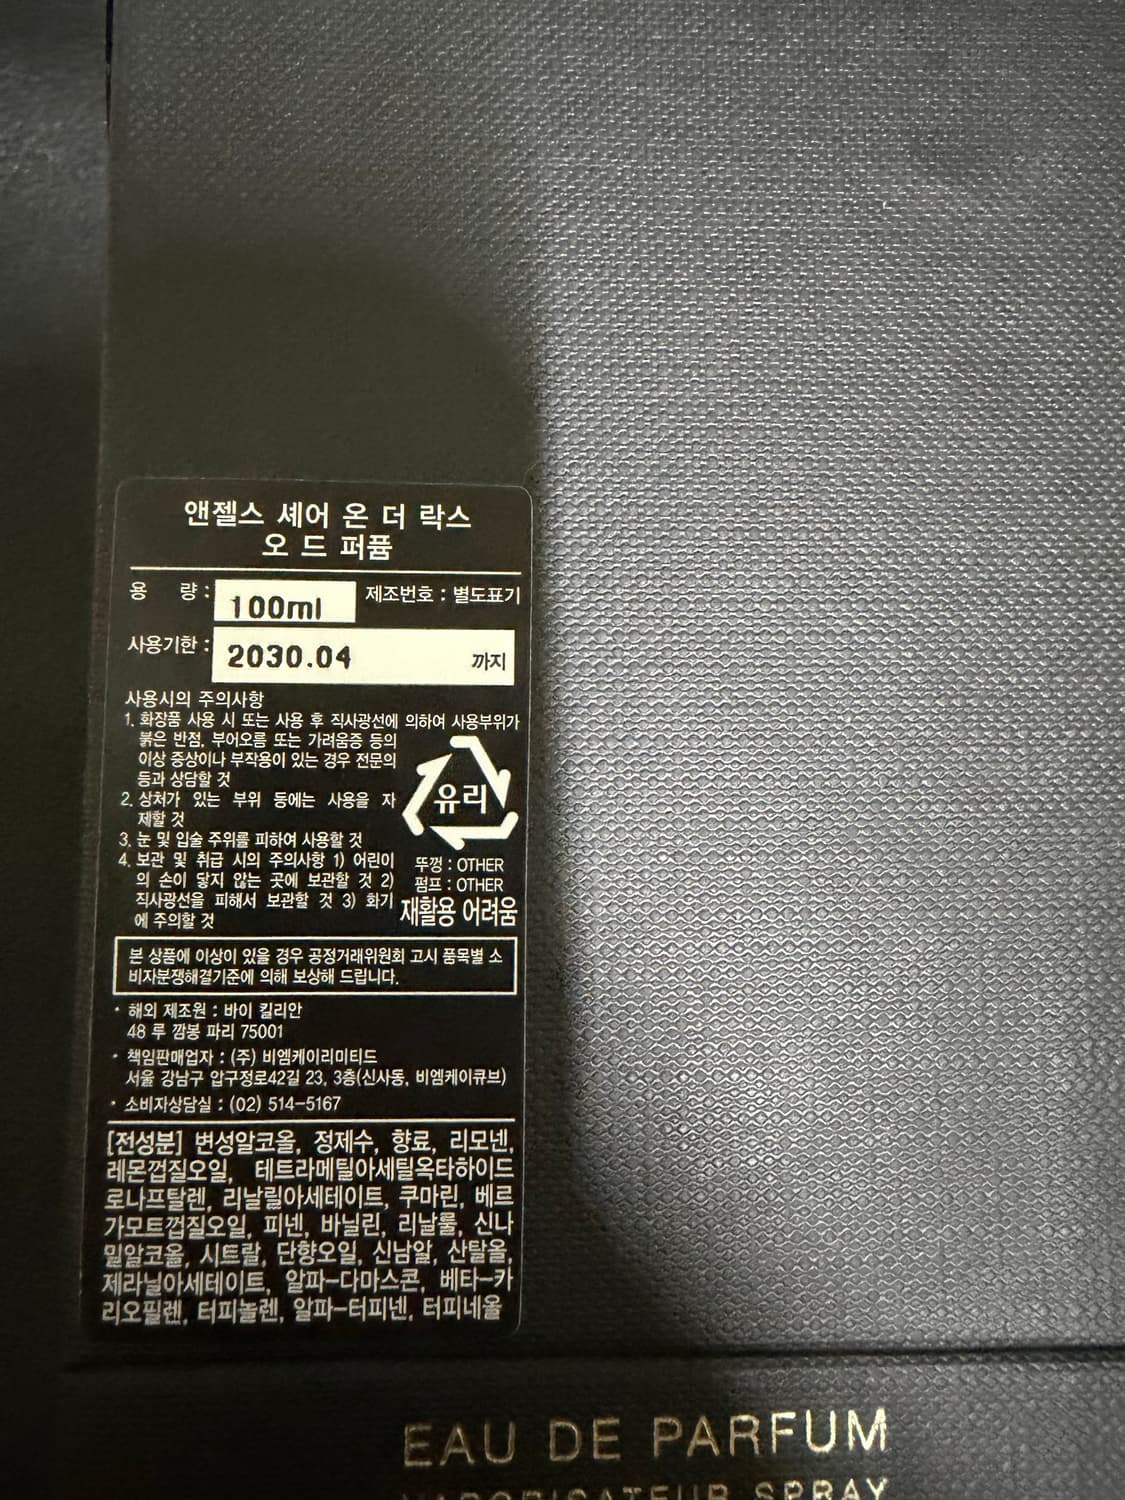 앤젤스 셰어 온 더 락스
오 드 퍼퓸
용 량 : 100ml 제조번호 : 별도표기
사용기한 : 2030.04 까지
사용시의 주의사항
1. 화장품 사용 시 또는 사용 후 직사광선에 의하여 사용부위가
붉은 반점, 부어오름 또는 가려움증 등의
이상 증상이나 부작용이 있는 경우 전문의
등과 상담할 것
2. 상처가 있는 부위 등에는 사용을 자
제할 것
3. 눈 및 입술 주위를 피하여 사용할 것
4. 보관 및 취급 시의 주의사항 1) 어린이
의 손이 닿지 않는 곳에 보관할 것 2)
직사광선을 피해서 보관할 것 3) 화기
에 주의할 것
유리
뚜껑 : OTHER
펌프 : OTHER
재활용 어려움
본 상품에 이상이 있을 경우 공정거래위원회 고시 품목별 소
비자분쟁해결기준에 의해 보상해 드립니다.
· 해외 제조원 : 바이 킬리안
48 루 깜봉 파리 75001
· 책임판매업자 : (주) 비엠케이리미티드
서울 강남구 압구정로42길 23, 3층(신사동, 비엠케이큐브)
· 소비자상담실 : (02) 514-5167
[전성분] 변성알코올, 정제수, 향료, 리모넨,
레몬껍질오일, 테트라메틸아세틸옥타하이드
로나프탈렌, 리날릴아세테이트, 쿠마린, 베르
가모트껍질오일, 피넨, 바닐린, 리날룰, 신나
밀알코올, 시트랄, 단향오일, 신남알, 산탈올,
제라닐아세테이트, 알파-다마스콘, 베타-카
리오필렌, 터피놀렌, 알파-터피넨, 터피네올
EAU DE PARFUM
VAPORISATEUR SPRAY